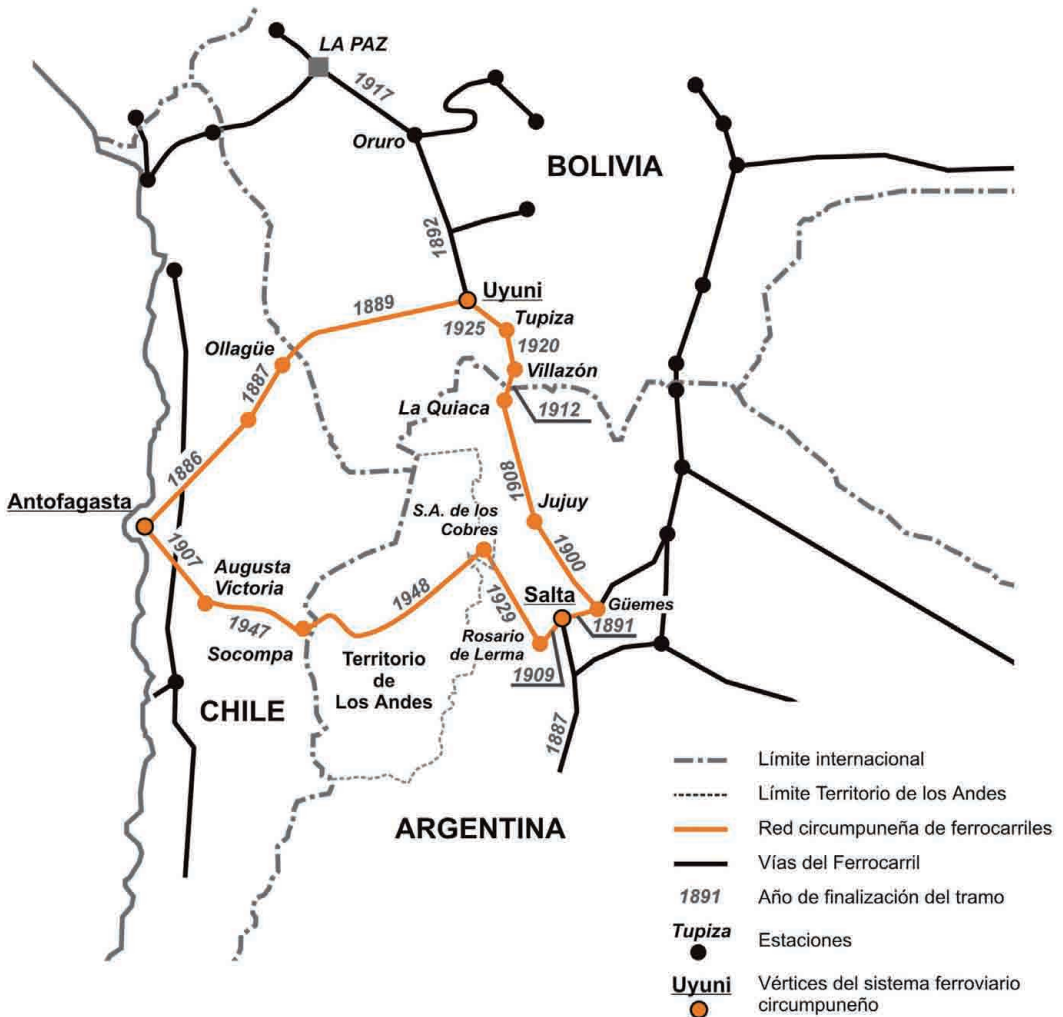 LA PAZ
1917
Oruro
BOLIVIA
1892
Uyuni
1889
1925
Tupiza
1920
Ollagüe
Villazón
1887
La Quiaca
1912
1886
1908
Antofagasta
S.A. de los
Cobres
Jujuy
1907
Augusta
Victoria
1900
1948
1929
Salta
Güemes
1891
1947
Socompa
Rosario
de Lerma
Territorio
de
Los Andes
1909
CHILE
1887
ARGENTINA
Límite internacional
Límite Territorio de los Andes
Red circumpuneña de ferrocarriles
Vías del Ferrocarril
1891 Año de finalización del tramo
Tupiza
Estaciones
Uyuni Vértices del sistema ferroviario
circumpuneño